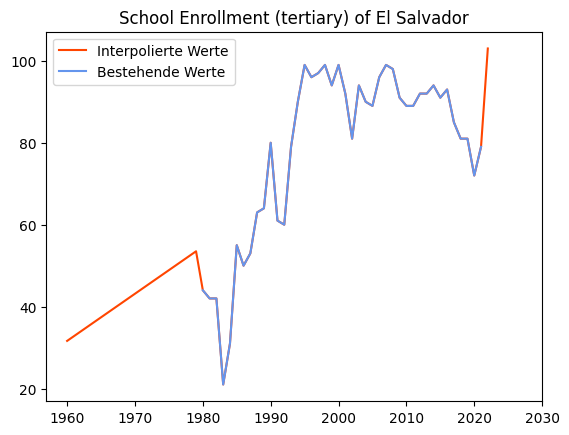 School Enrollment (tertiary) of El Salvador
Interpolierte Werte
Bestehende Werte
100
80
60
40
20
1960 1970 1980 1990 2000 2010 2020 2030